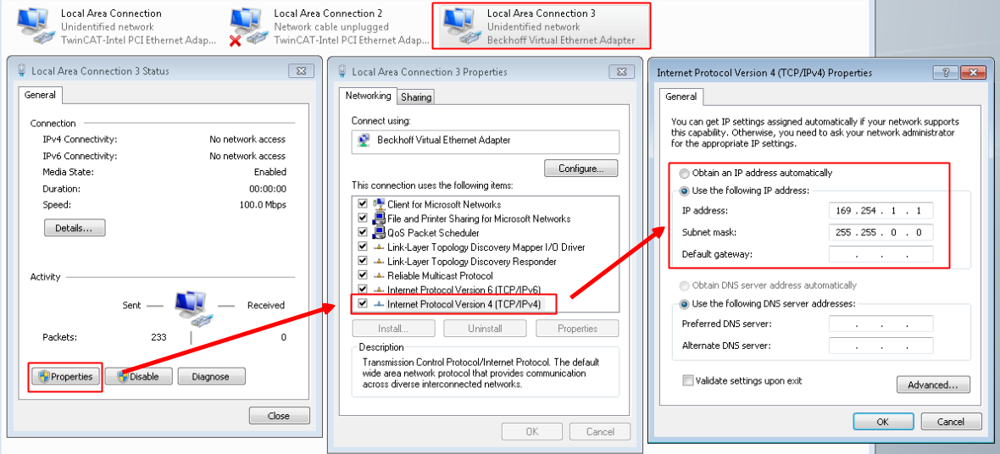 Local Area Connection
Unidentified network
TwinCAT-Intel PCI Ethernet Adap...
Local Area Connection 2
Network cable unplugged
TwinCAT-Intel PCI Ethernet Adap...
Local Area Connection 3
Unidentified network
Beckhoff Virtual Ethernet Adapter
Local Area Connection 3 Status
General
Connection
IPv4 Connectivity: No network access
IPv6 Connectivity: No network access
Media State: Enabled
Duration: 00:00:00
Speed: 100.0 Mbps
Details...
Activity
Sent Received
Packets: 233 0
Properties Disable Diagnose
Close
Local Area Connection 3 Properties
Networking Sharing
Connect using:
Beckhoff Virtual Ethernet Adapter
Configure...
This connection uses the following items:
Client for Microsoft Networks
File and Printer Sharing for Microsoft Networks
QoS Packet Scheduler
Link-Layer Topology Discovery Mapper I/O Driver
Link-Layer Topology Discovery Responder
Reliable Multicast Protocol
Internet Protocol Version 6 (TCP/IPv6)
Internet Protocol Version 4 (TCP/IPv4)
Install... Uninstall Properties
Description
Transmission Control Protocol/Internet Protocol. The default
wide area network protocol that provides communication
across diverse interconnected networks.
OK Cancel
Internet Protocol Version 4 (TCP/IPv4) Properties
General
You can get IP settings assigned automatically if your network supports
this capability. Otherwise, you need to ask your network administrator
for the appropriate IP settings.
Obtain an IP address automatically
Use the following IP address:
IP address: 169 . 254 . 1 . 1
Subnet mask: 255 . 255 . 0 . 0
Default gateway: . . .
Obtain DNS server address automatically
Use the following DNS server addresses:
Preferred DNS server: . . .
Alternate DNS server: . . .
Validate settings upon exit
Advanced...
OK Cancel